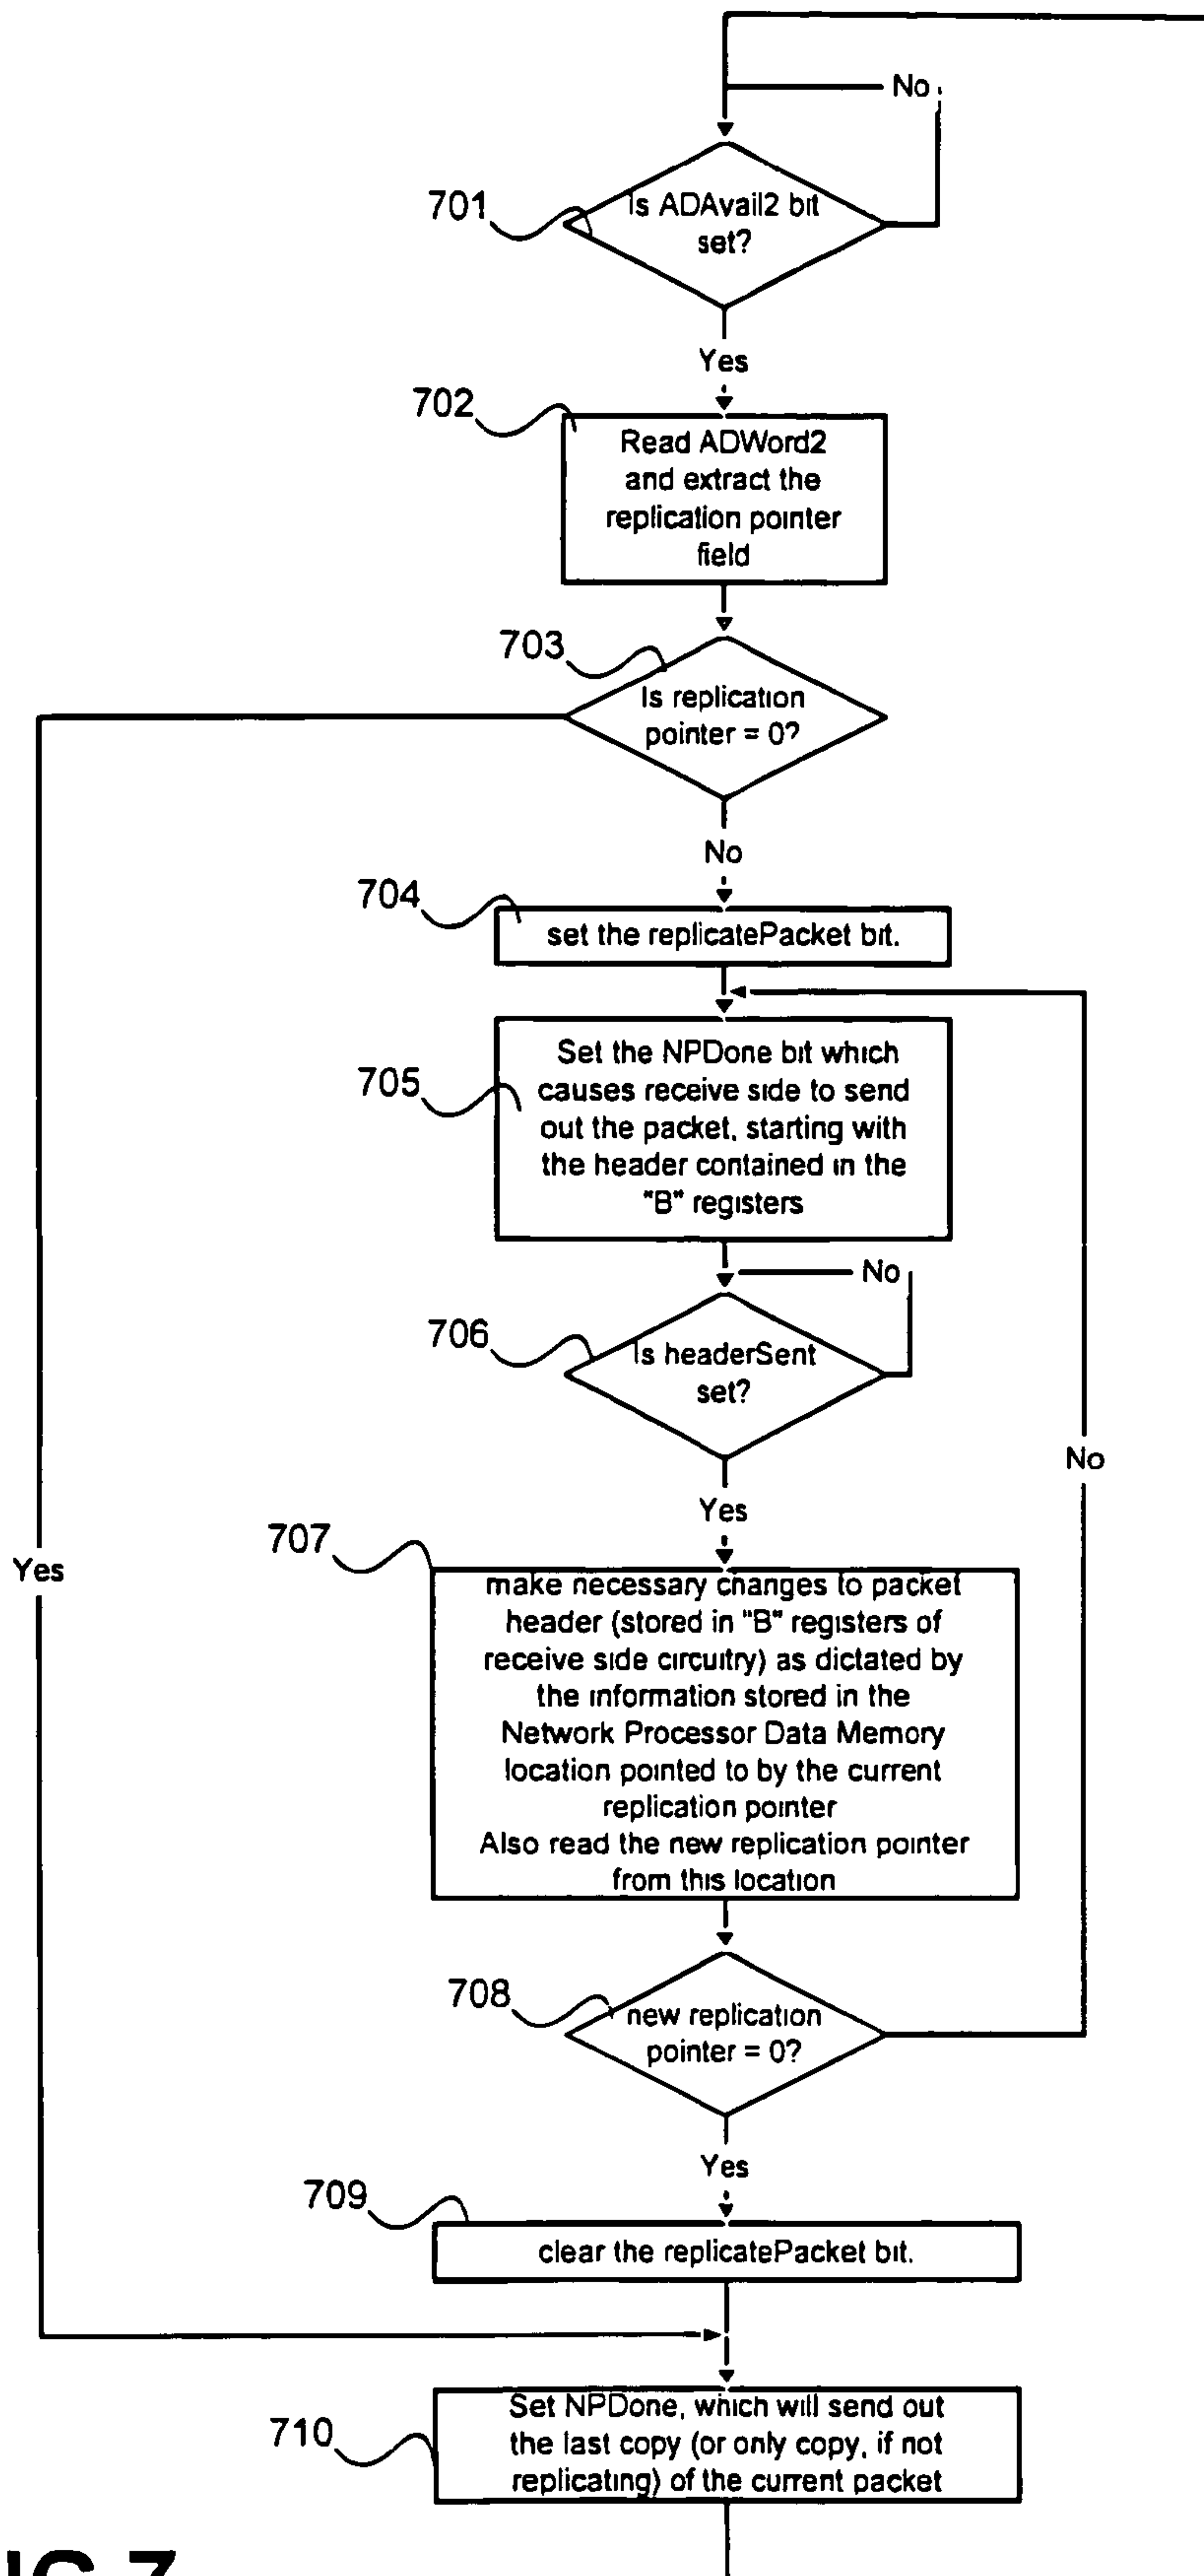 No
701
Is ADAvail2 bit
set?
Yes
702
Read ADWord2
and extract the
replication pointer
field
703
Is replication
pointer = 0?
No
704
set the replicatePacket bit.
705
Set the NPDone bit which
causes receive side to send
out the packet, starting with
the header contained in the
"B" registers
No
706
Is headerSent
set?
No
Yes
707
Yes
make necessary changes to packet
header (stored in "B" registers of
receive side circuitry) as dictated by
the information stored in the
Network Processor Data Memory
location pointed to by the current
replication pointer
Also read the new replication pointer
from this location
708
new replication
pointer = 0?
Yes
709
clear the replicatePacket bit.
710
Set NPDone, which will send out
the last copy (or only copy, if not
replicating) of the current packet